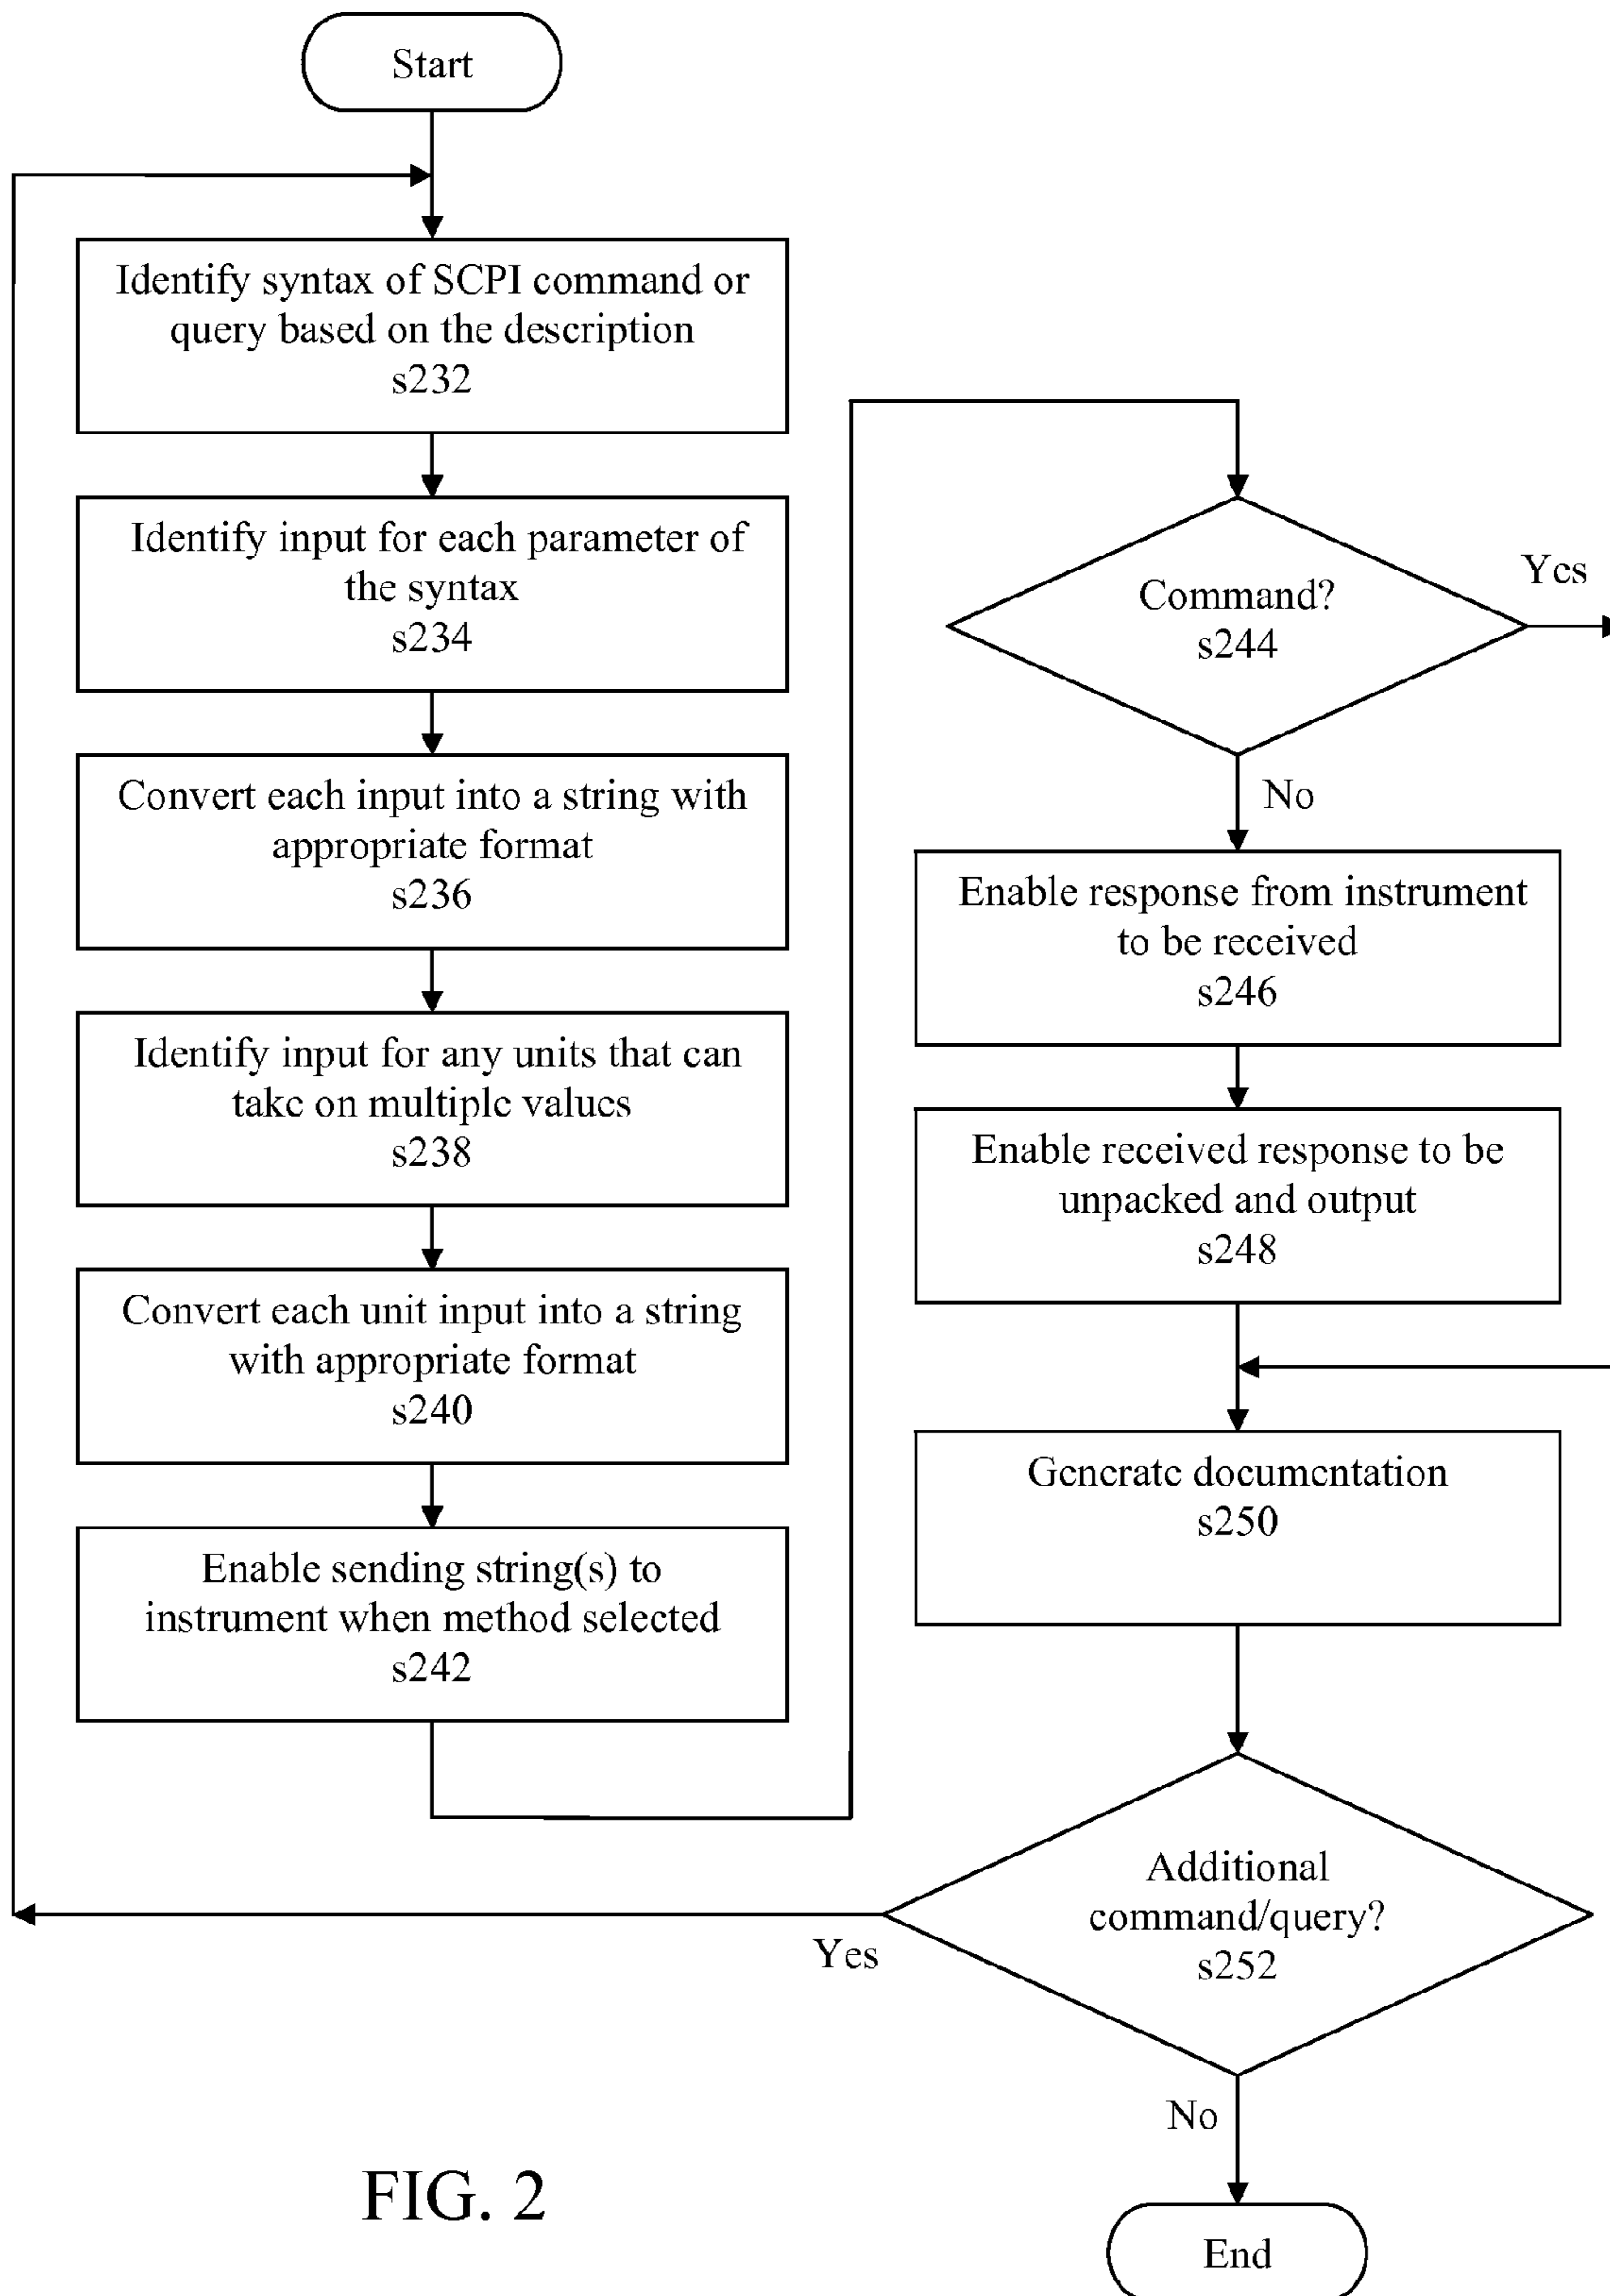 Start
Identify syntax of SCPI command or
query based on the description
s232
Identify input for each parameter of
the syntax
s234
Convert each input into a string with
appropriate format
s236
Identify input for any units that can
take on multiple values
s238
Convert each unit input into a string
with appropriate format
s240
Enable sending string(s) to
instrument when method selected
s242
Command?
s244
Yes
No
Enable response from instrument
to be received
s246
Enable received response to be
unpacked and output
s248
Generate documentation
s250
Additional
command/query?
s252
Yes
No
End
FIG. 2